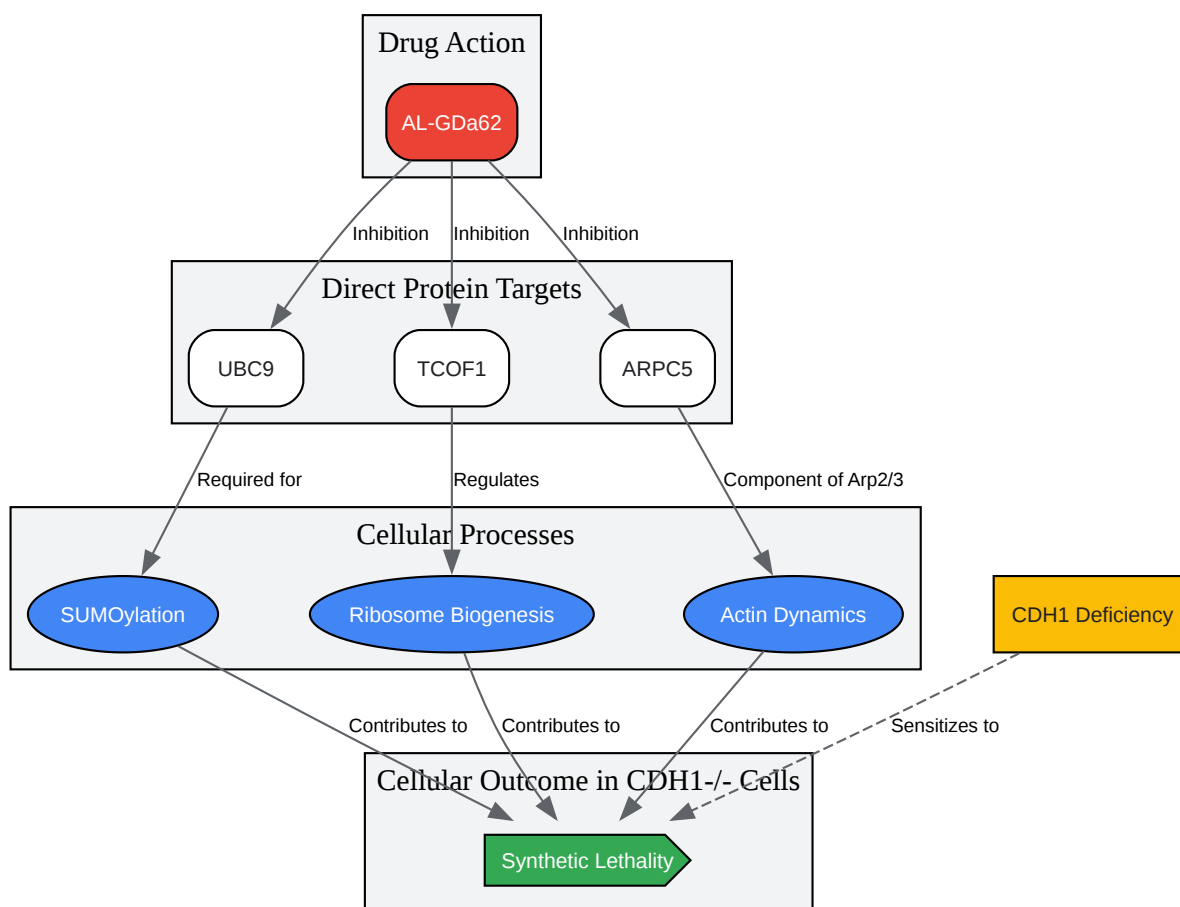 Drug Action
AL-GDa62
Inhibition
Inhibition
Inhibition
Direct Protein Targets
UBC9
TCOF1
ARPC5
Required for
Regulates
Component of Arp2/3
Cellular Processes
SUMOylation
Ribosome Biogenesis
Actin Dynamics
CDH1 Deficiency
Contributes to
Contributes to
Contributes to
Sensitizes to
Cellular Outcome in CDH1-/- Cells
Synthetic Lethality